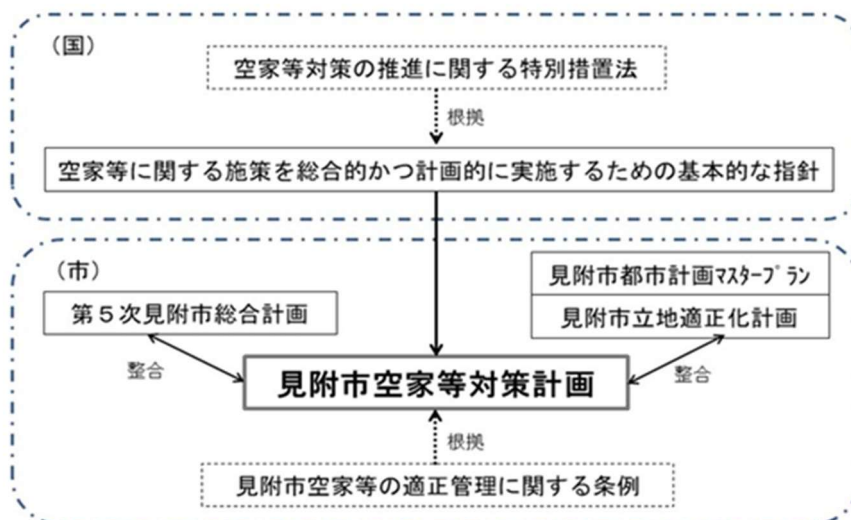 （国）
空家等対策の推進に関する特別措置法
根拠
空家等に関する施策を総合的かつ計画的に実施するための基本的な指針
（市）
見附市都市計画ﾏｽﾀｰﾌﾟﾗﾝ
第５次見附市総合計画
見附市立地適正化計画
整合
整合
見附市空家等対策計画
根拠
見附市空家等の適正管理に関する条例